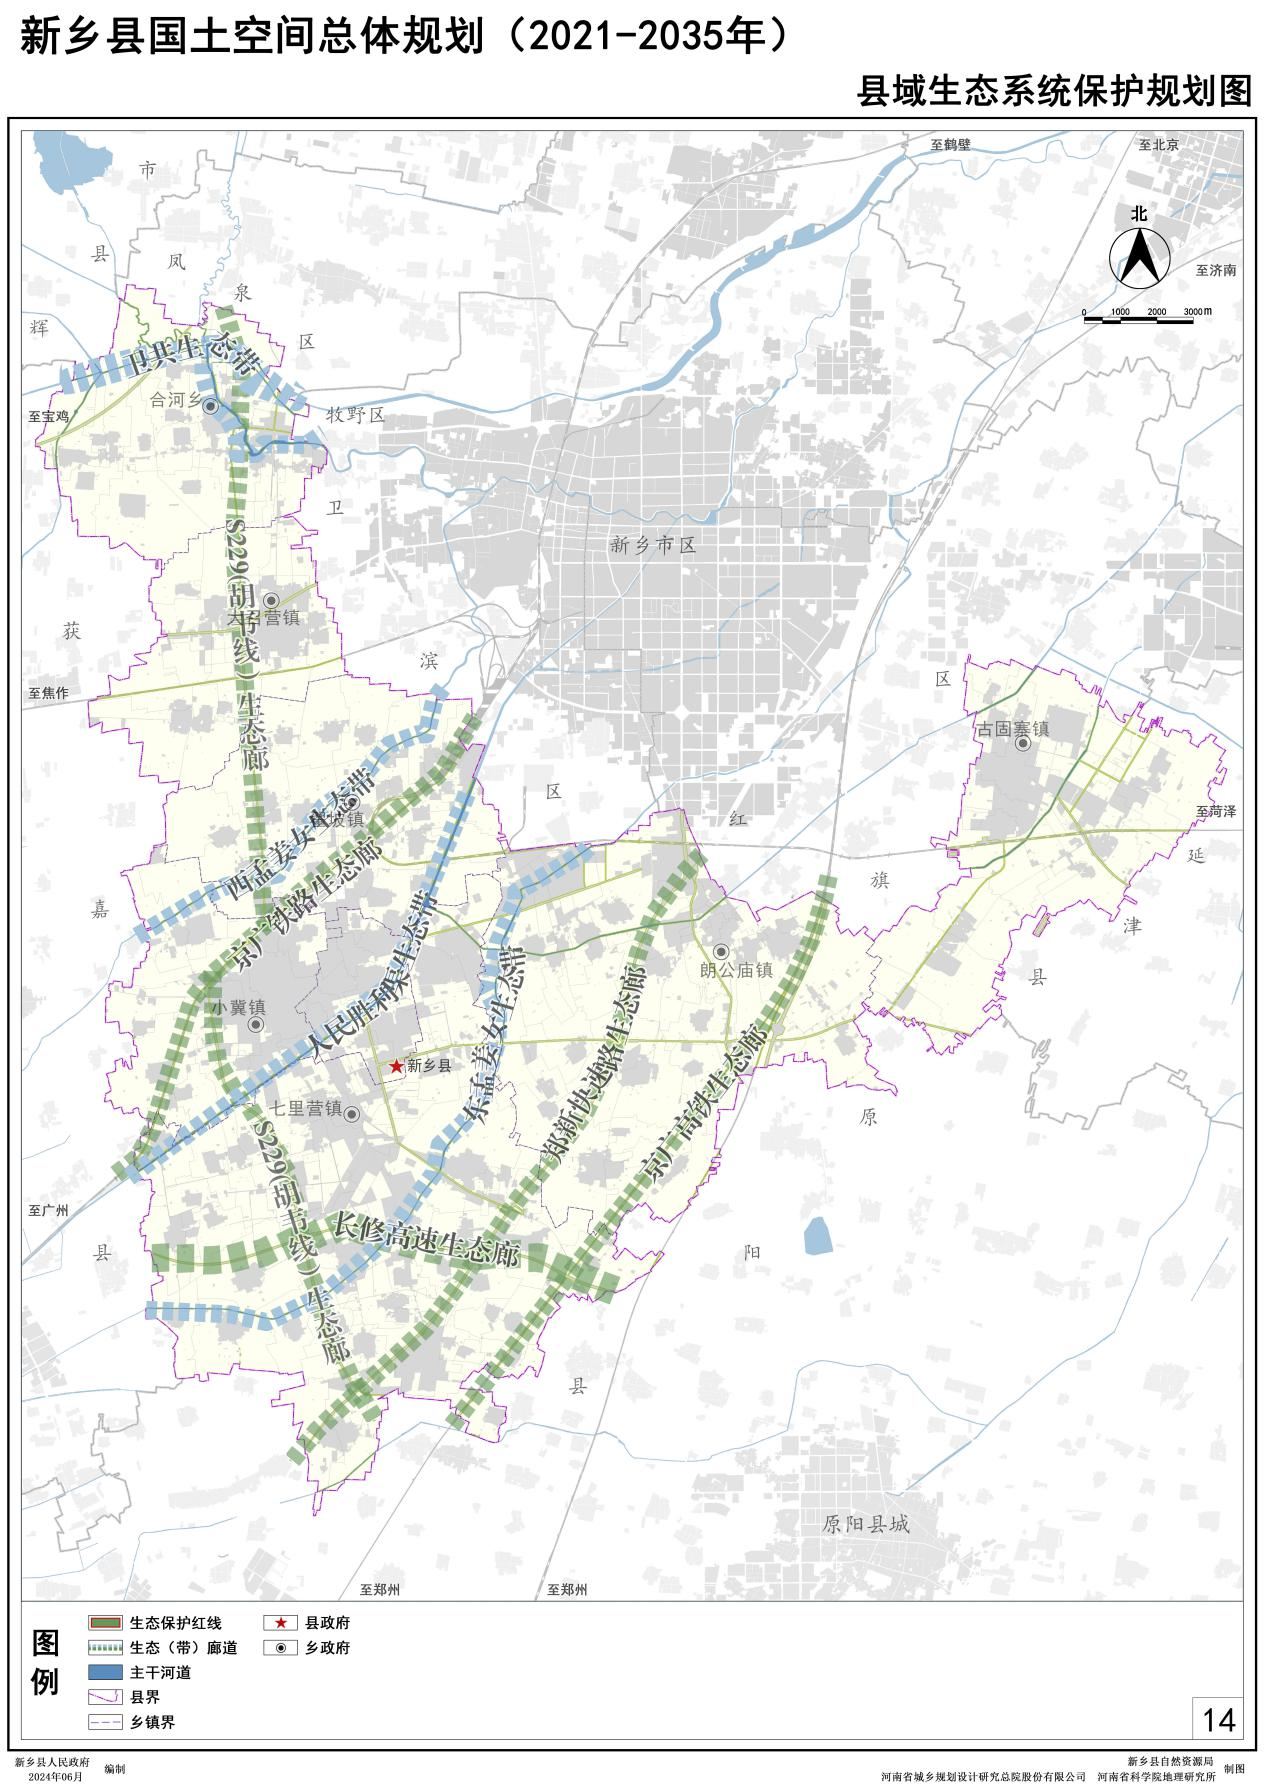 新乡县国土空间总体规划（2021-2035年）
县域生态系统保护规划图
至鹤壁
至北京
市
北
县
凤
至济南
泉
0 1000 2000 3000m
辉
区
卫共生态带
合河乡
至宝鸡
牧野区
卫
新乡市区
S229(胡韦线)生态廊
大召营镇
获
滨
区
至焦作
古固寨镇
西孟姜女生态带
区
红
至菏泽
京广铁路生态廊
延
旗
嘉
人民胜利渠生态带
津
朗公庙镇
县
小冀镇
东孟姜女生态带
郑新快速路生态廊
京广高铁生态廊
新乡县
七里营镇
原
S229(胡韦线)生态廊
至广州
县
长修高速生态廊
阳
县
原阳县城
至郑州
至郑州
图例
生态保护红线
县政府
生态（带）廊道
乡政府
主干河道
县界
乡镇界
14
新乡县人民政府
2024年06月
编制
新乡县自然资源局
河南省城乡规划设计研究总院股份有限公司 河南省科学院地理研究所
制图